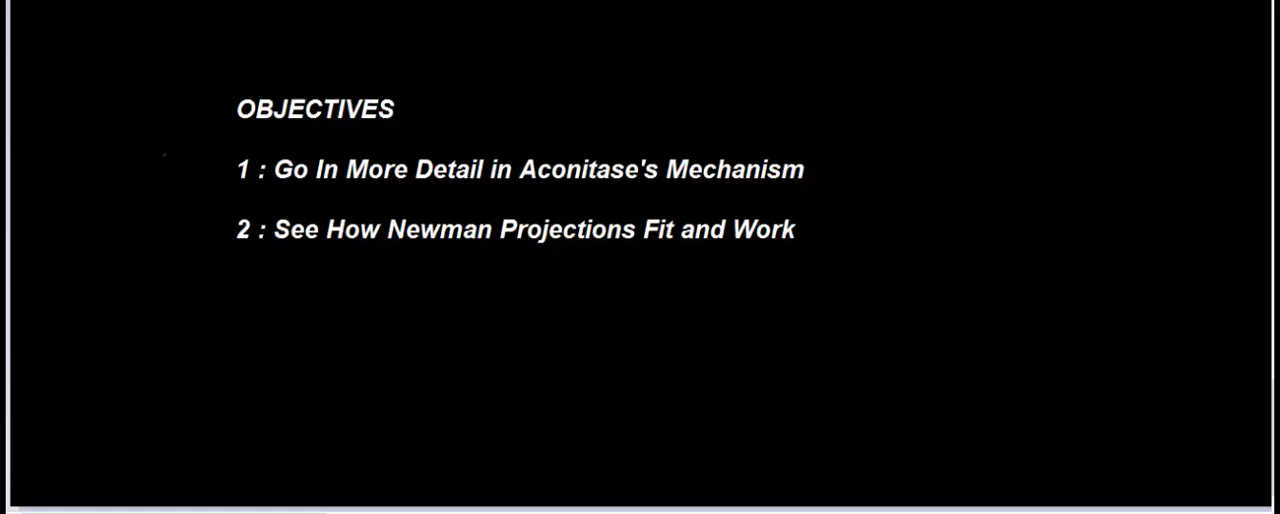 OBJECTIVES
1 : Go In More Detail in Aconitase's Mechanism
2 : See How Newman Projections Fit and Work